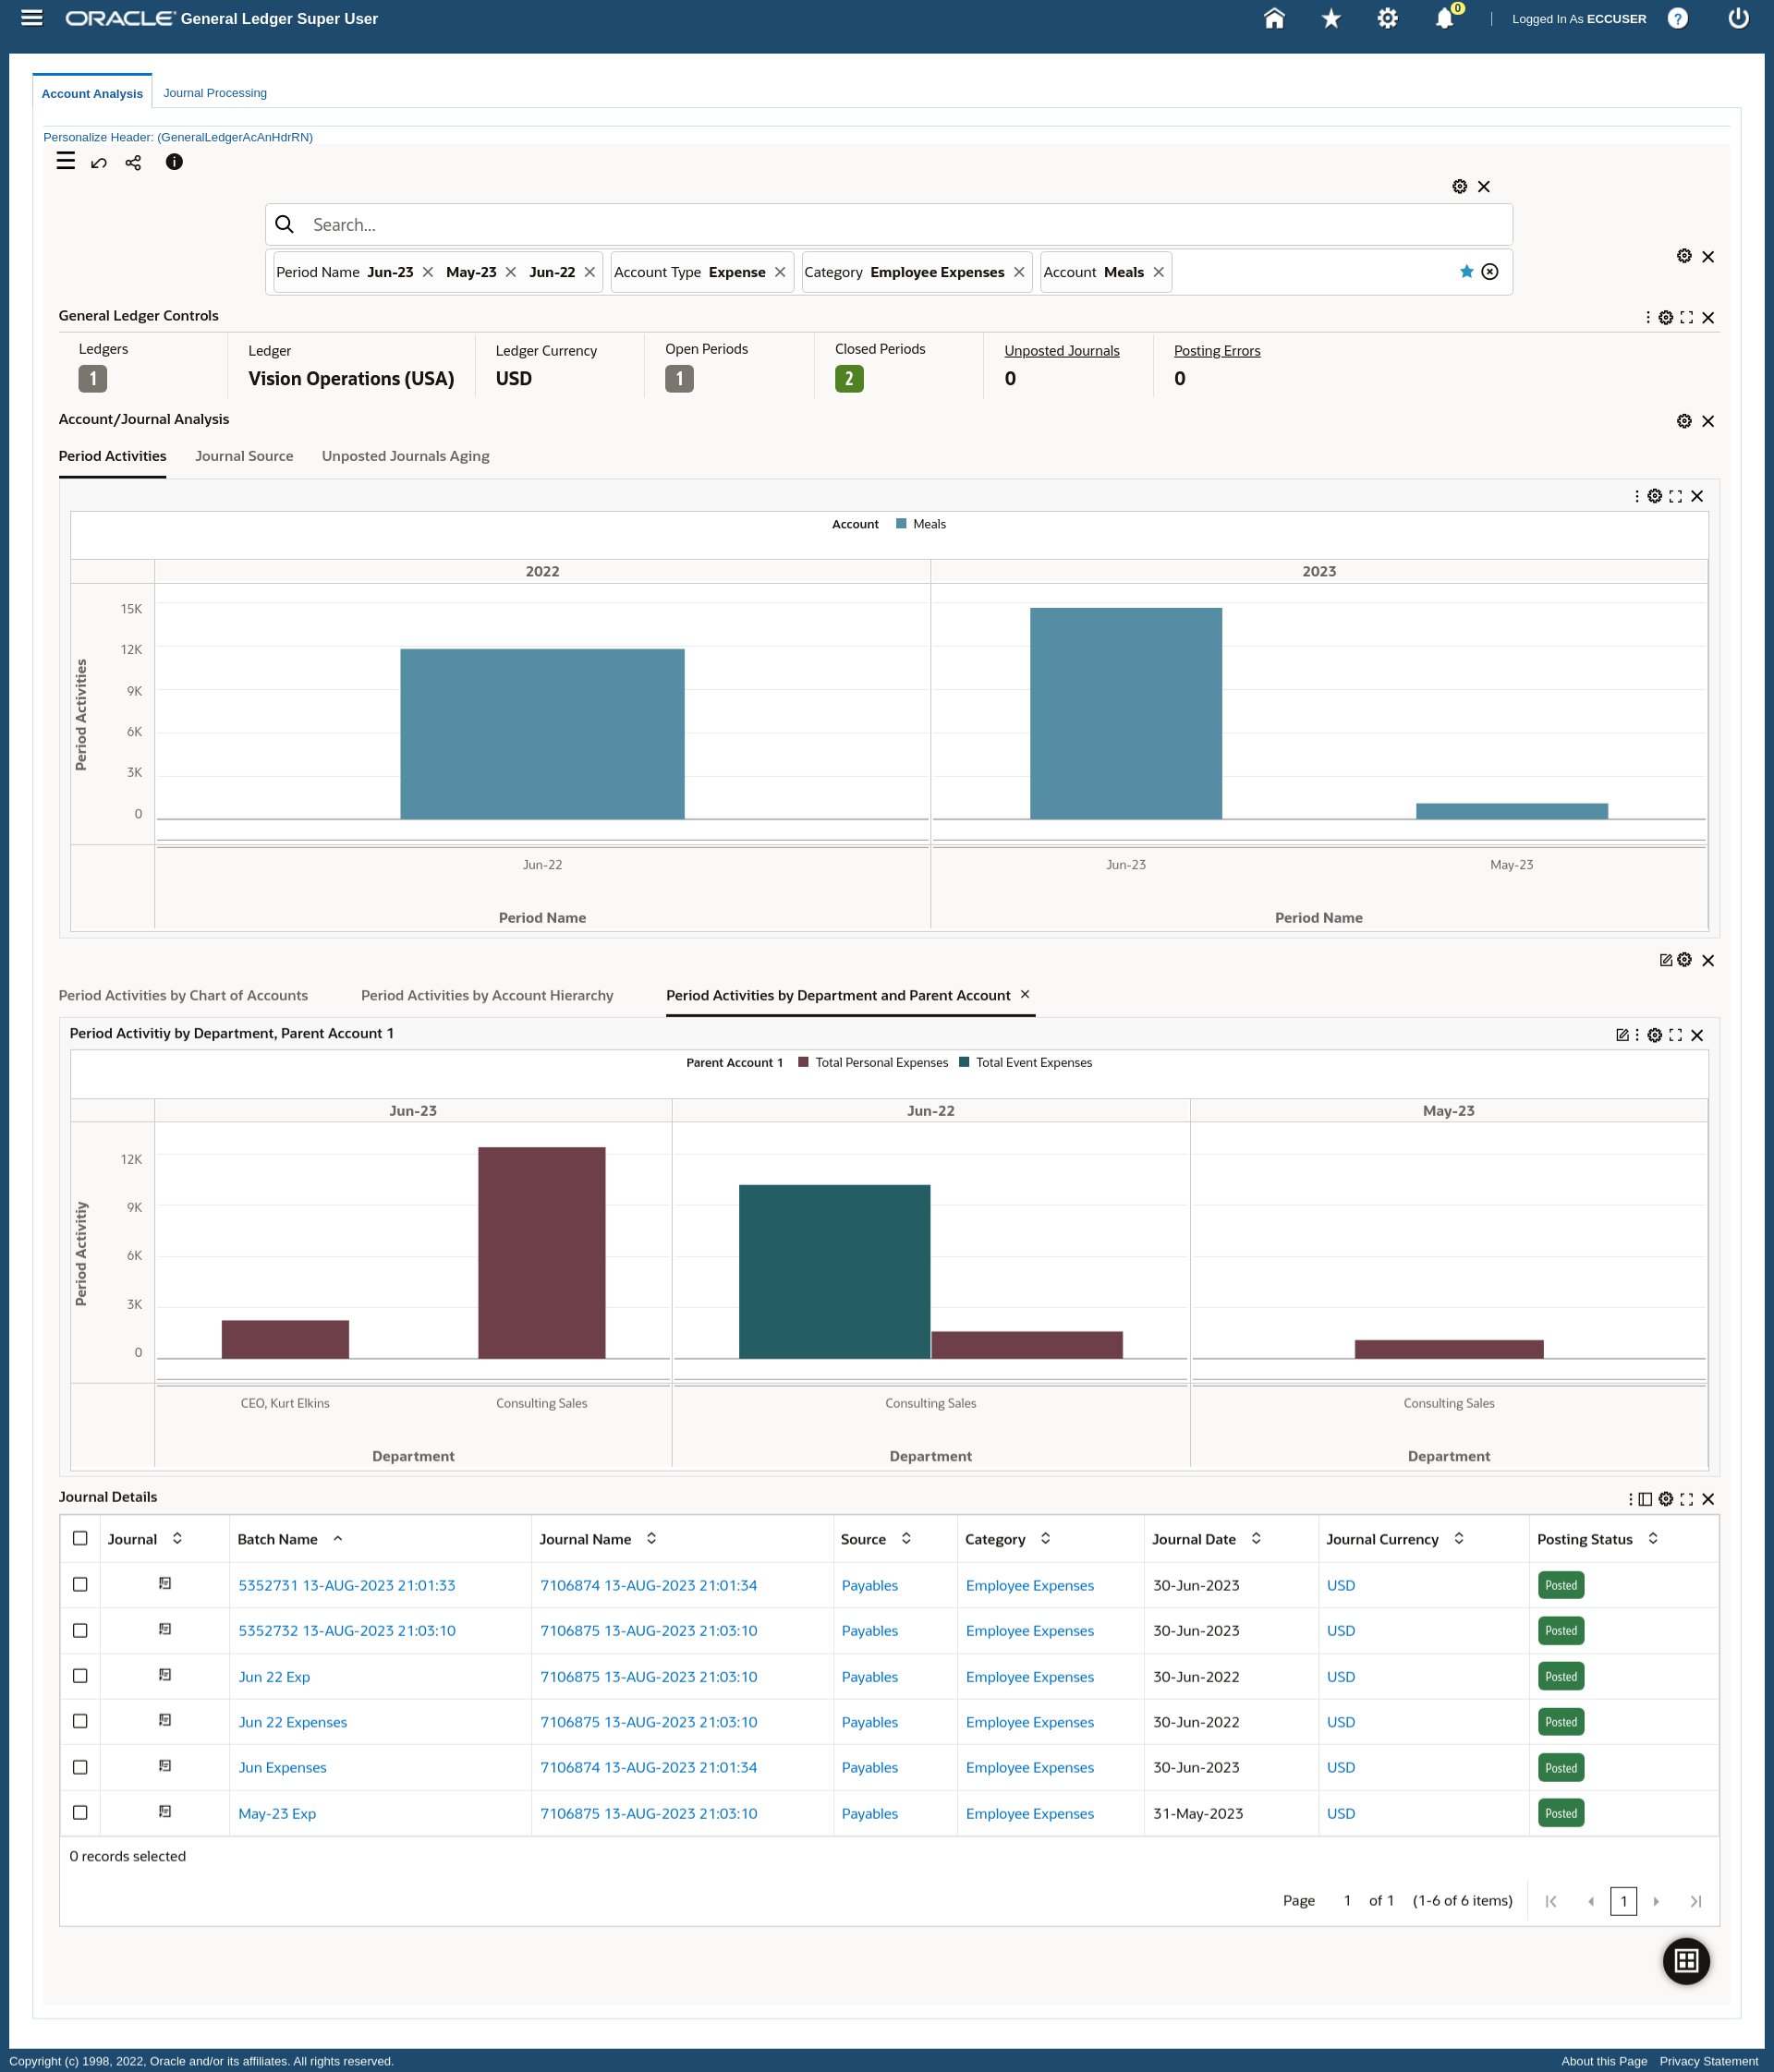 ORACLE General Ledger Super User
0
Logged In As ECCUSER
?
Account Analysis Journal Processing
Personalize Header: (GeneralLedgerAcAnHdrRN)
Search...
Period Name Jun-23 May-23 Jun-22 Account Type Expense Category Employee Expenses Account Meals
General Ledger Controls
Ledgers Ledger Ledger Currency Open Periods Closed Periods Unposted Journals Posting Errors
1 Vision Operations (USA) USD 1 2 0 0
Account/Journal Analysis
Period Activities Journal Source Unposted Journals Aging
Account Meals
2022 2023
Period Activities
15K
12K
9K
6K
3K
0
Jun-22 Jun-23 May-23
Period Name Period Name
Period Activities by Chart of Accounts Period Activities by Account Hierarchy Period Activities by Department and Parent Account
Period Activitiy by Department, Parent Account 1
Parent Account 1 Total Personal Expenses Total Event Expenses
Jun-23 Jun-22 May-23
Period Activitiy
12K
9K
6K
3K
0
CEO, Kurt Elkins Consulting Sales Consulting Sales Consulting Sales
Department Department Department
Journal Details
Journal Batch Name Journal Name Source Category Journal Date Journal Currency Posting Status
5352731 13-AUG-2023 21:01:33 7106874 13-AUG-2023 21:01:34 Payables Employee Expenses 30-Jun-2023 USD Posted
5352732 13-AUG-2023 21:03:10 7106875 13-AUG-2023 21:03:10 Payables Employee Expenses 30-Jun-2023 USD Posted
Jun 22 Exp 7106875 13-AUG-2023 21:03:10 Payables Employee Expenses 30-Jun-2022 USD Posted
Jun 22 Expenses 7106875 13-AUG-2023 21:03:10 Payables Employee Expenses 30-Jun-2022 USD Posted
Jun Expenses 7106874 13-AUG-2023 21:01:34 Payables Employee Expenses 30-Jun-2023 USD Posted
May-23 Exp 7106875 13-AUG-2023 21:03:10 Payables Employee Expenses 31-May-2023 USD Posted
0 records selected
Page 1 of 1 (1-6 of 6 items) 1
Copyright (c) 1998, 2022, Oracle and/or its affiliates. All rights reserved. About this Page Privacy Statement